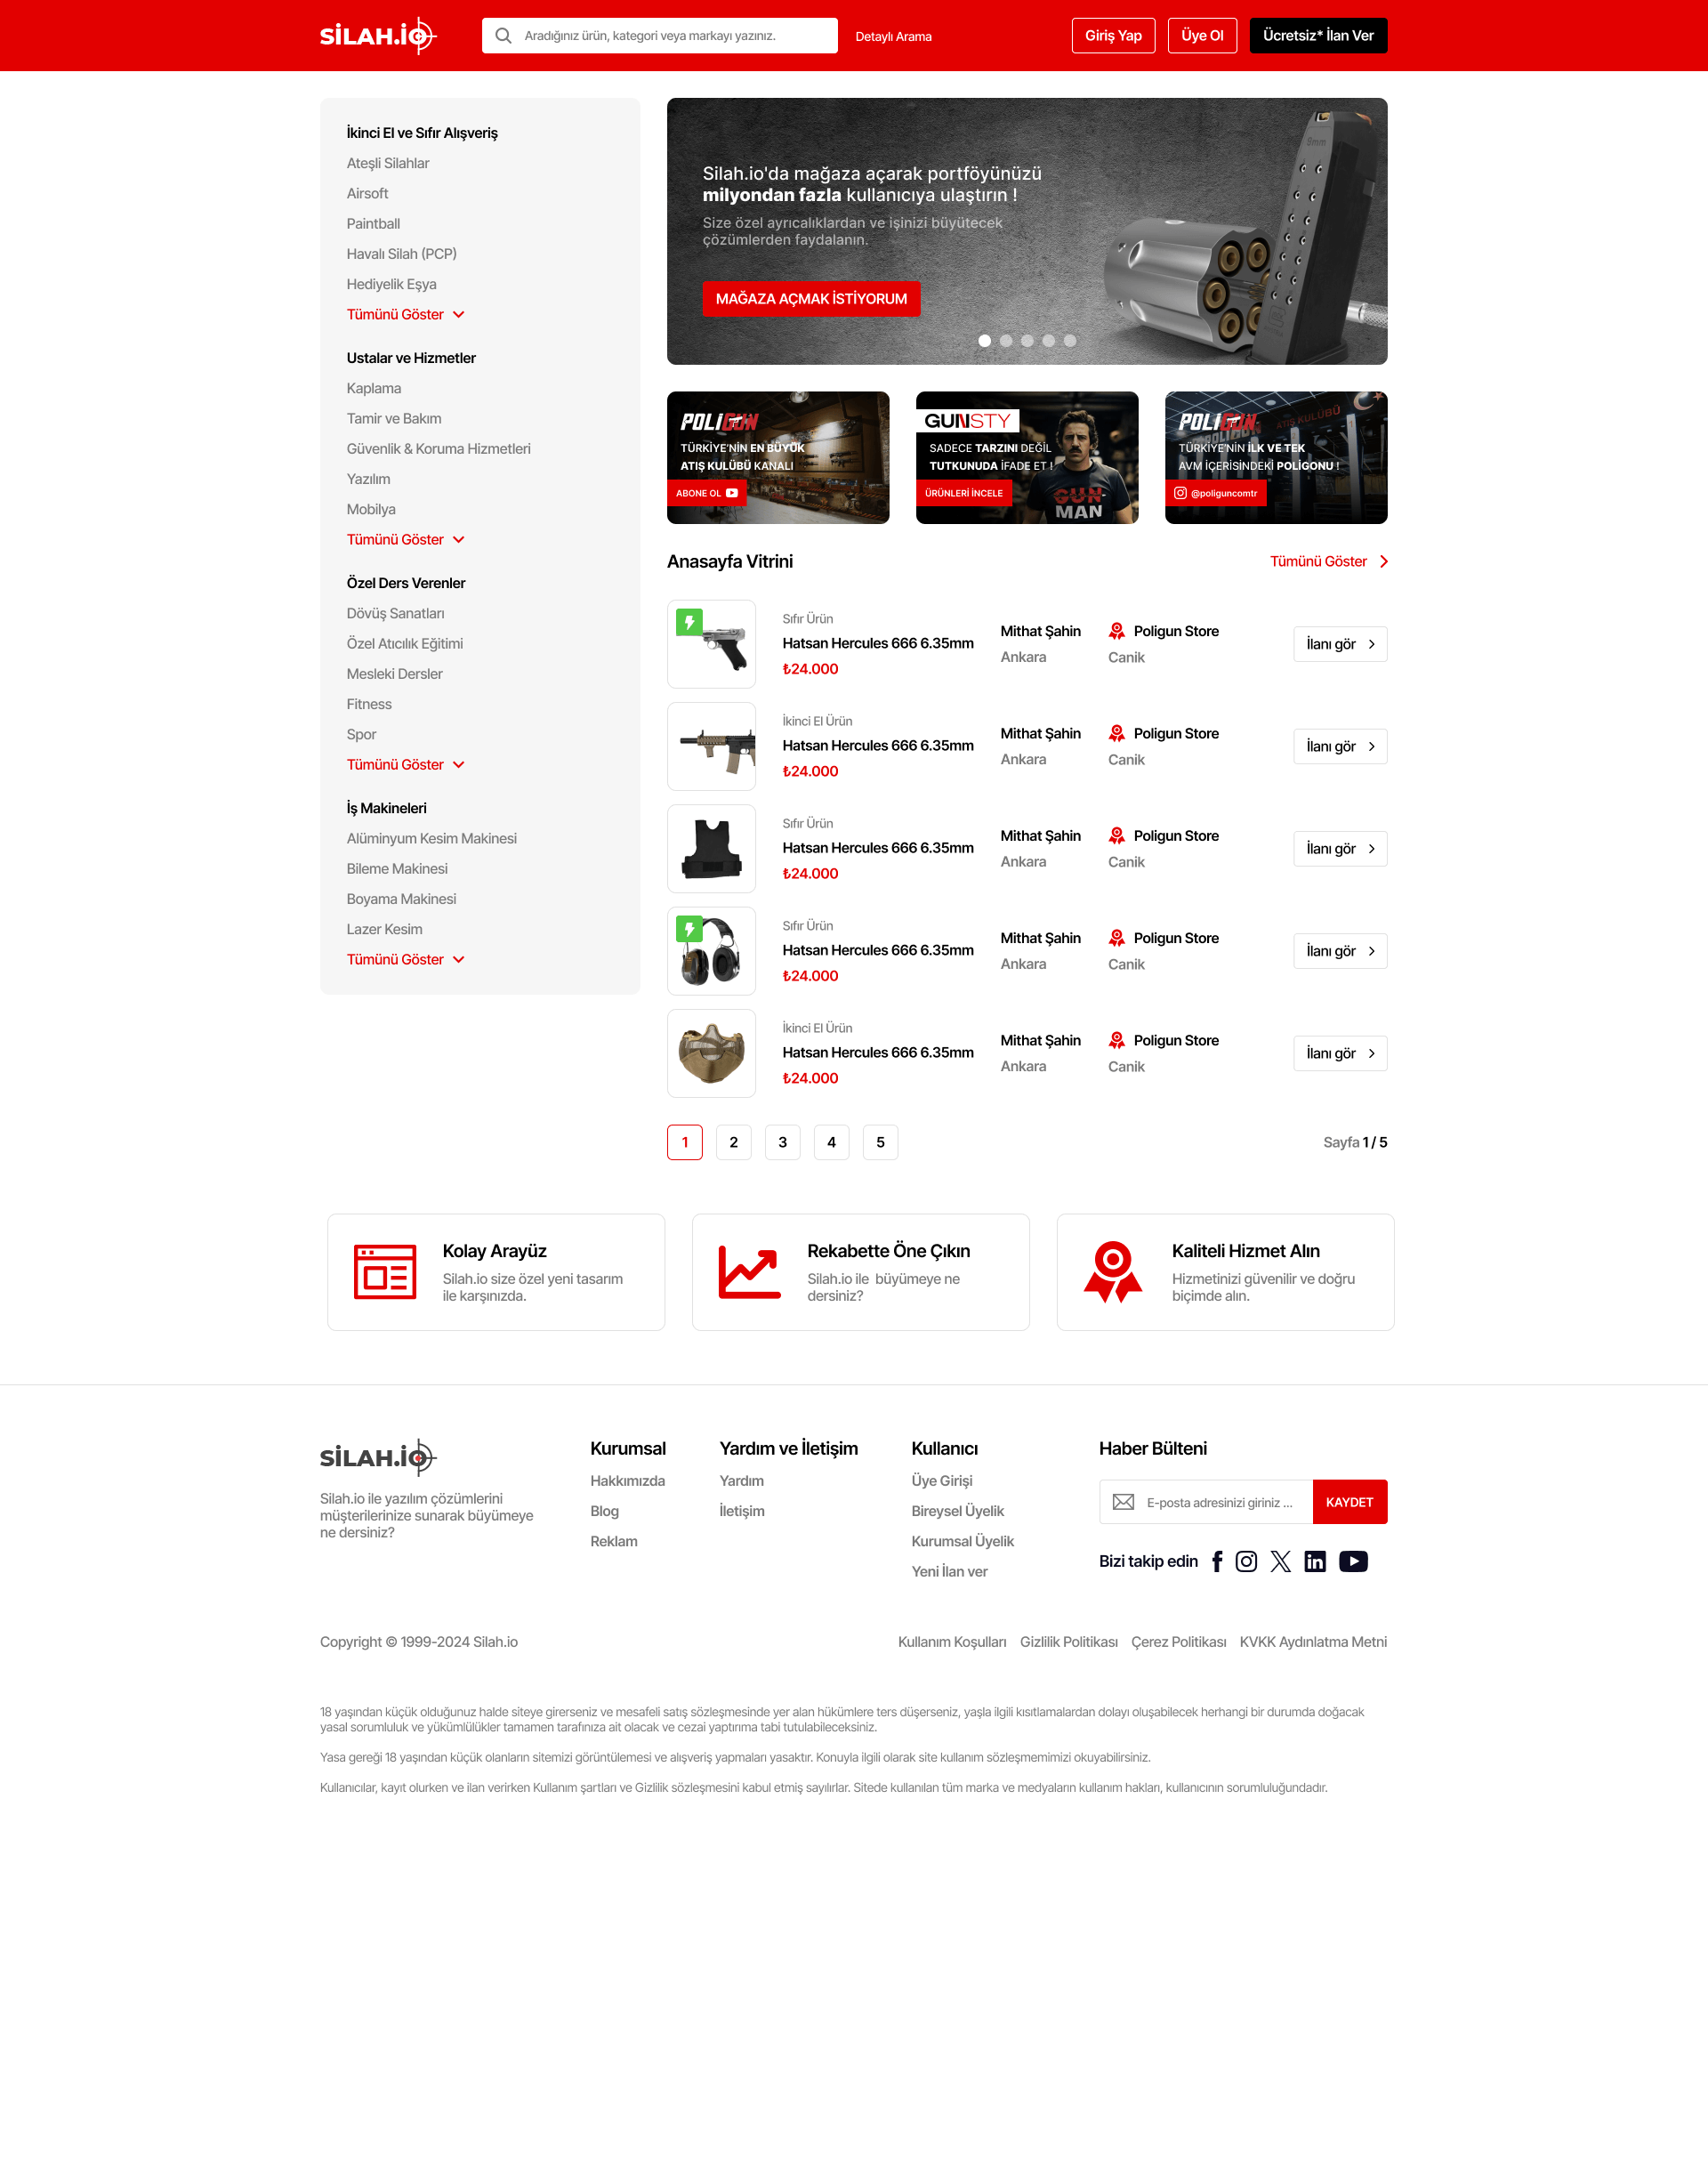 SİLAH.io
Aradığınız ürün, kategori veya markayı yazınız.
Detaylı Arama
Giriş Yap
Üye Ol
Ücretsiz* İlan Ver
İkinci El ve Sıfır Alışveriş
Ateşli Silahlar
Airsoft
Paintball
Havalı Silah (PCP)
Hediyelik Eşya
Tümünü Göster
Ustalar ve Hizmetler
Kaplama
Tamir ve Bakım
Güvenlik & Koruma Hizmetleri
Yazılım
Mobilya
Tümünü Göster
Özel Ders Verenler
Dövüş Sanatları
Özel Atıcılık Eğitimi
Mesleki Dersler
Fitness
Spor
Tümünü Göster
İş Makineleri
Alüminyum Kesim Makinesi
Bileme Makinesi
Boyama Makinesi
Lazer Kesim
Tümünü Göster
Silah.io'da mağaza açarak portföyünüzü
milyondan fazla kullanıcıya ulaştırın !
Size özel ayrıcalıklardan ve işinizi büyütecek
çözümlerden faydalanın.
MAĞAZA AÇMAK İSTİYORUM
9mm
POLIGUN
TÜRKİYE'NİN EN BÜYÜK
ATIŞ KULÜBÜ KANALI
ABONE OL
GUNSTY
SADECE TARZINI DEĞİL
TUTKUNUDA İFADE ET !
ÜRÜNLERİ İNCELE
GUN
MAN
POLIGUN
ATIŞ KULÜBÜ
TÜRKİYE'NİN İLK VE TEK
AVM İÇERİSİNDEKİ POLİGONU !
@poliguncomtr
Anasayfa Vitrini
Tümünü Göster
Sıfır Ürün
Hatsan Hercules 666 6.35mm
₺24.000
Mithat Şahin
Ankara
Poligun Store
Canik
İlanı gör
İkinci El Ürün
Hatsan Hercules 666 6.35mm
₺24.000
Mithat Şahin
Ankara
Poligun Store
Canik
İlanı gör
Sıfır Ürün
Hatsan Hercules 666 6.35mm
₺24.000
Mithat Şahin
Ankara
Poligun Store
Canik
İlanı gör
Sıfır Ürün
Hatsan Hercules 666 6.35mm
₺24.000
Mithat Şahin
Ankara
Poligun Store
Canik
İlanı gör
İkinci El Ürün
Hatsan Hercules 666 6.35mm
₺24.000
Mithat Şahin
Ankara
Poligun Store
Canik
İlanı gör
1 2 3 4 5
Sayfa 1 / 5
Kolay Arayüz
Silah.io size özel yeni tasarım
ile karşınızda.
Rekabette Öne Çıkın
Silah.io ile büyümeye ne
dersiniz?
Kaliteli Hizmet Alın
Hizmetinizi güvenilir ve doğru
biçimde alın.
SİLAH.io
Silah.io ile yazılım çözümlerini
müşterilerinize sunarak büyümeye
ne dersiniz?
Kurumsal
Hakkımızda
Blog
Reklam
Yardım ve İletişim
Yardım
İletişim
Kullanıcı
Üye Girişi
Bireysel Üyelik
Kurumsal Üyelik
Yeni İlan ver
Haber Bülteni
E-posta adresinizi giriniz ...
KAYDET
Bizi takip edin
Copyright © 1999-2024 Silah.io
Kullanım Koşulları
Gizlilik Politikası
Çerez Politikası
KVKK Aydınlatma Metni
18 yaşından küçük olduğunuz halde siteye girerseniz ve mesafeli satış sözleşmesinde yer alan hükümlere ters düşerseniz, yaşla ilgili kısıtlamalardan dolayı oluşabilecek herhangi bir durumda doğacak
yasal sorumluluk ve yükümlülükler tamamen tarafınıza ait olacak ve cezai yaptırıma tabi tutulabileceksiniz.
Yasa gereği 18 yaşından küçük olanların sitemizi görüntülemesi ve alışveriş yapmaları yasaktır. Konuyla ilgili olarak site kullanım sözleşmemimizi okuyabilirsiniz.
Kullanıcılar, kayıt olurken ve ilan verirken Kullanım şartları ve Gizlilik sözleşmesini kabul etmiş sayılırlar. Sitede kullanılan tüm marka ve medyaların kullanım hakları, kullanıcının sorumluluğundadır.